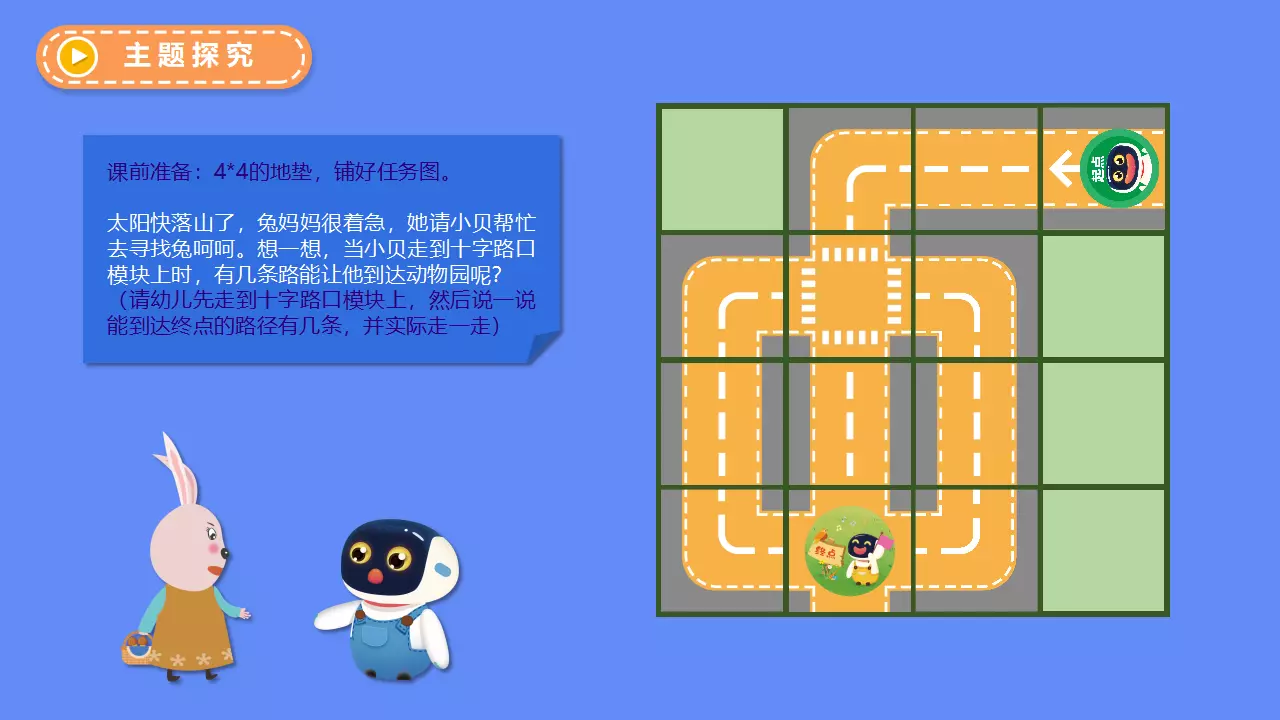 主题探究
课前准备：4*4的地垫，铺好任务图。
太阳快落山了，兔妈妈很着急，她请小贝帮忙
去寻找兔呵呵。想一想，当小贝走到十字路口
模块上时，有几条路能让他到达动物园呢?
（请幼儿先走到十字路口模块上，然后说一说
能到达终点的路径有几条，并实际走一走）
起点
终点